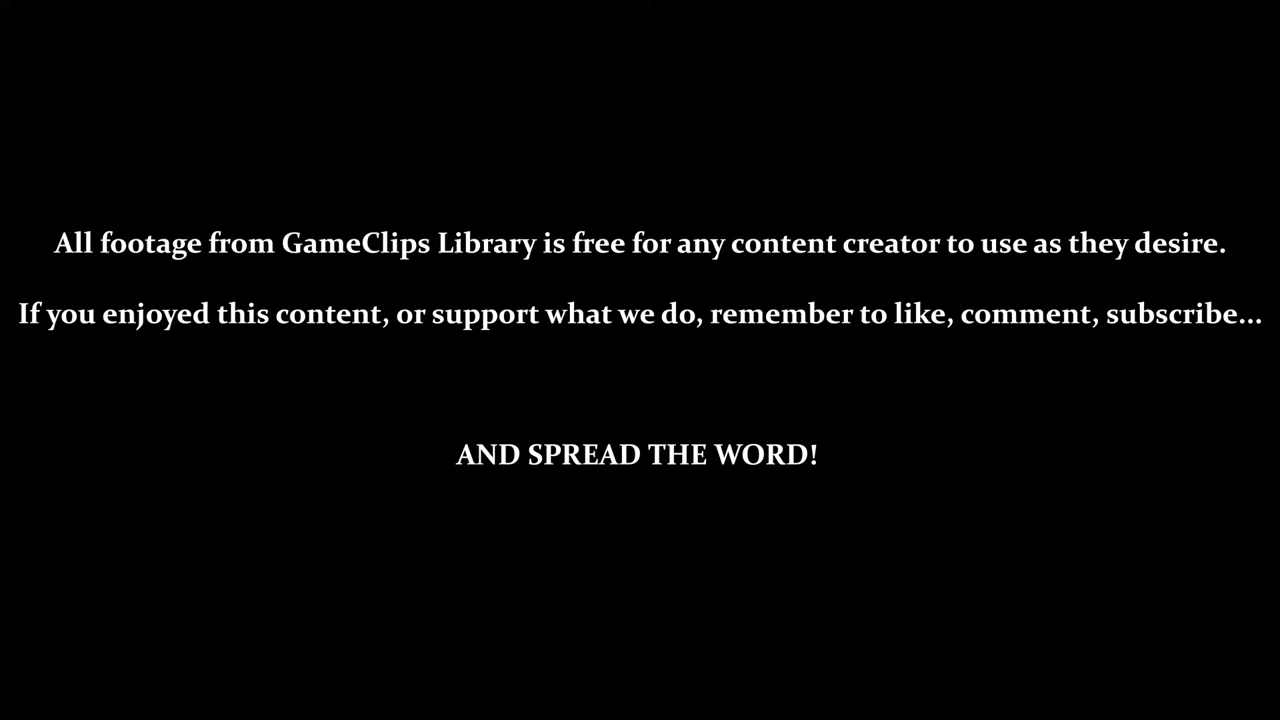 All footage from GameClips Library is free for any content creator to use as they desire.
If you enjoyed this content, or support what we do, remember to like, comment, subscribe...
AND SPREAD THE WORD!